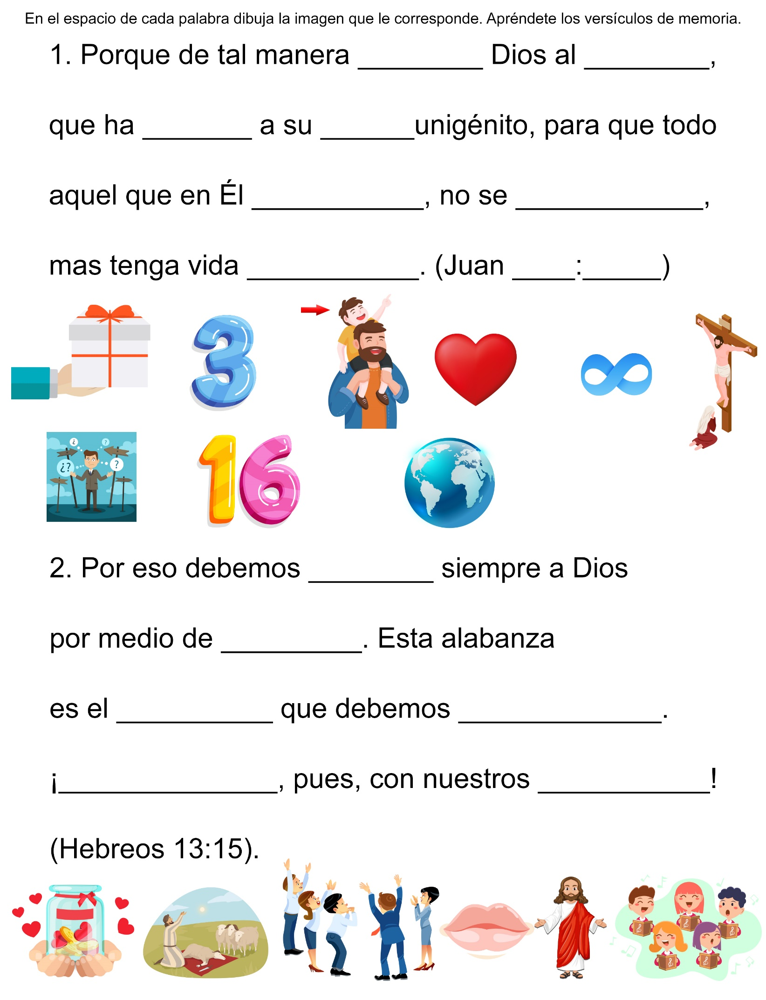 En el espacio de cada palabra dibuja la imagen que le corresponde. Apréndete los versículos de memoria.
1. Porque de tal manera ________ Dios al ________,
que ha _______ a su ______unigénito, para que todo
aquel que en Él ___________, no se ____________,
mas tenga vida ___________. (Juan ____:_____)
3
¿ ?
¿? ?
16
2. Por eso debemos ________ siempre a Dios
por medio de _________. Esta alabanza
es el __________ que debemos _____________.
¡______________, pues, con nuestros ___________!
(Hebreos 13:15).